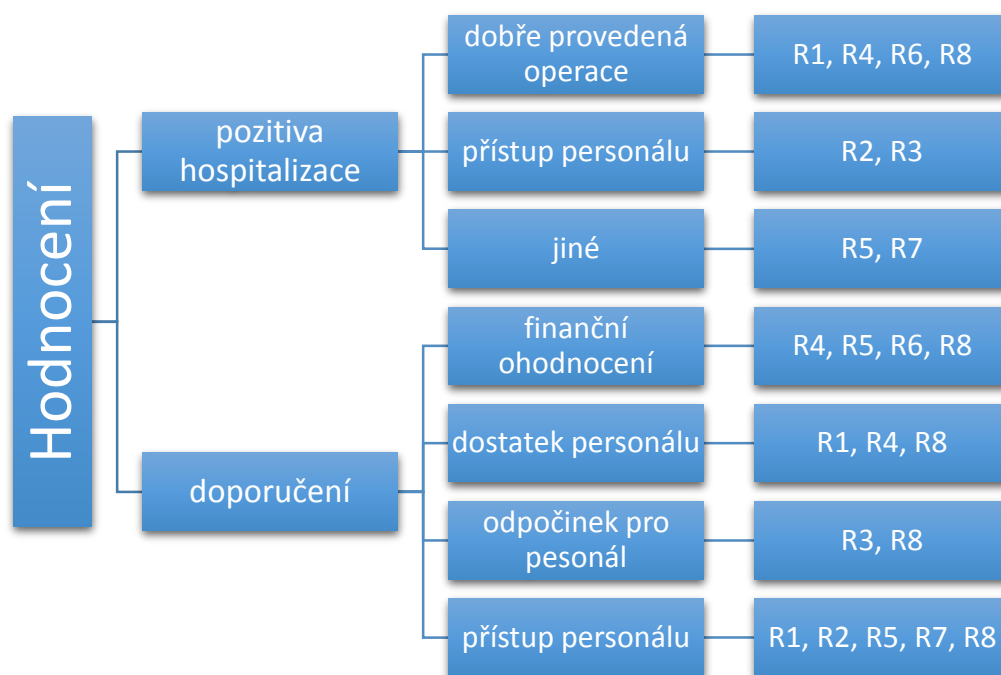 Hodnocení
pozitiva
hospitalizace
dobře provedená
operace
R1, R4, R6, R8
přístup personálu
R2, R3
jiné
R5, R7
doporučení
finanční
ohodnocení
R4, R5, R6, R8
dostatek personálu
R1, R4, R8
odpočinek pro
pesonál
R3, R8
přístup personálu
R1, R2, R5, R7, R8